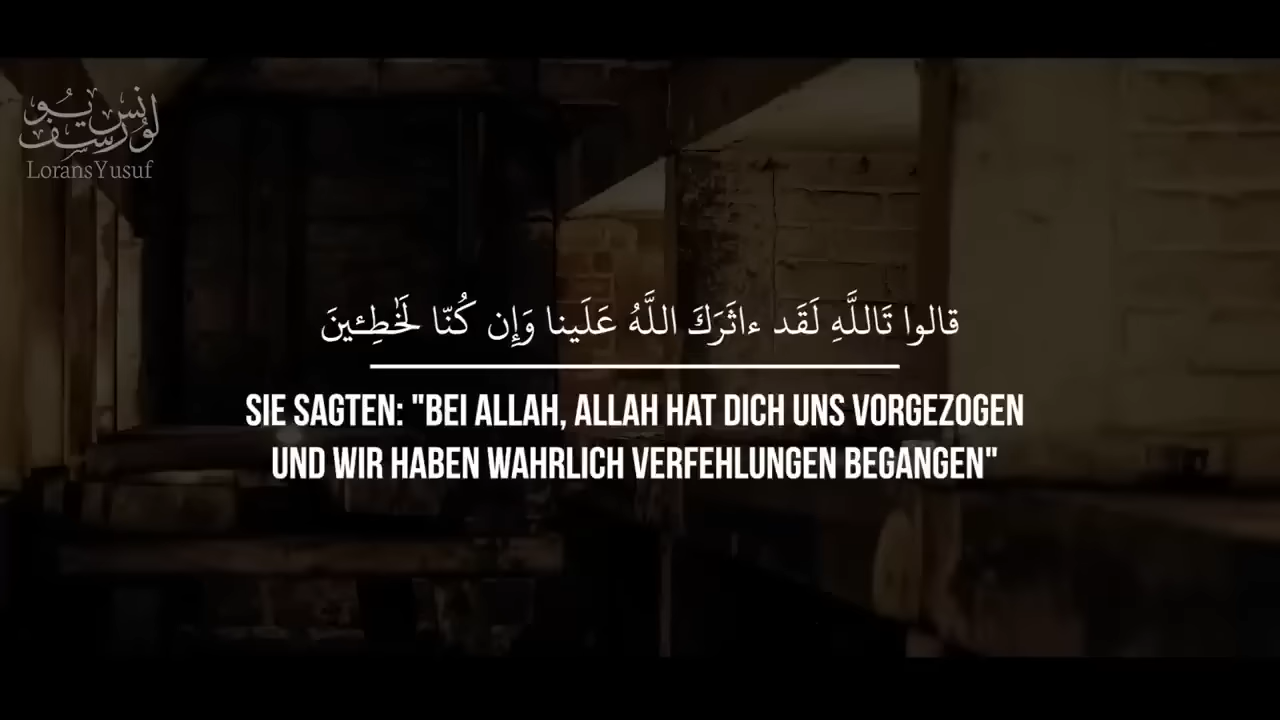 لورنس يوسف
LoransYusuf
قالوا تَاللَّهِ لَقَد ءاثَرَكَ اللَّهُ عَلَينا وَإِن كُنّا لَخٰطِـٔينَ
SIE SAGTEN: "BEI ALLAH, ALLAH HAT DICH UNS VORGEZOGEN
UND WIR HABEN WAHRLICH VERFEHLUNGEN BEGANGEN"